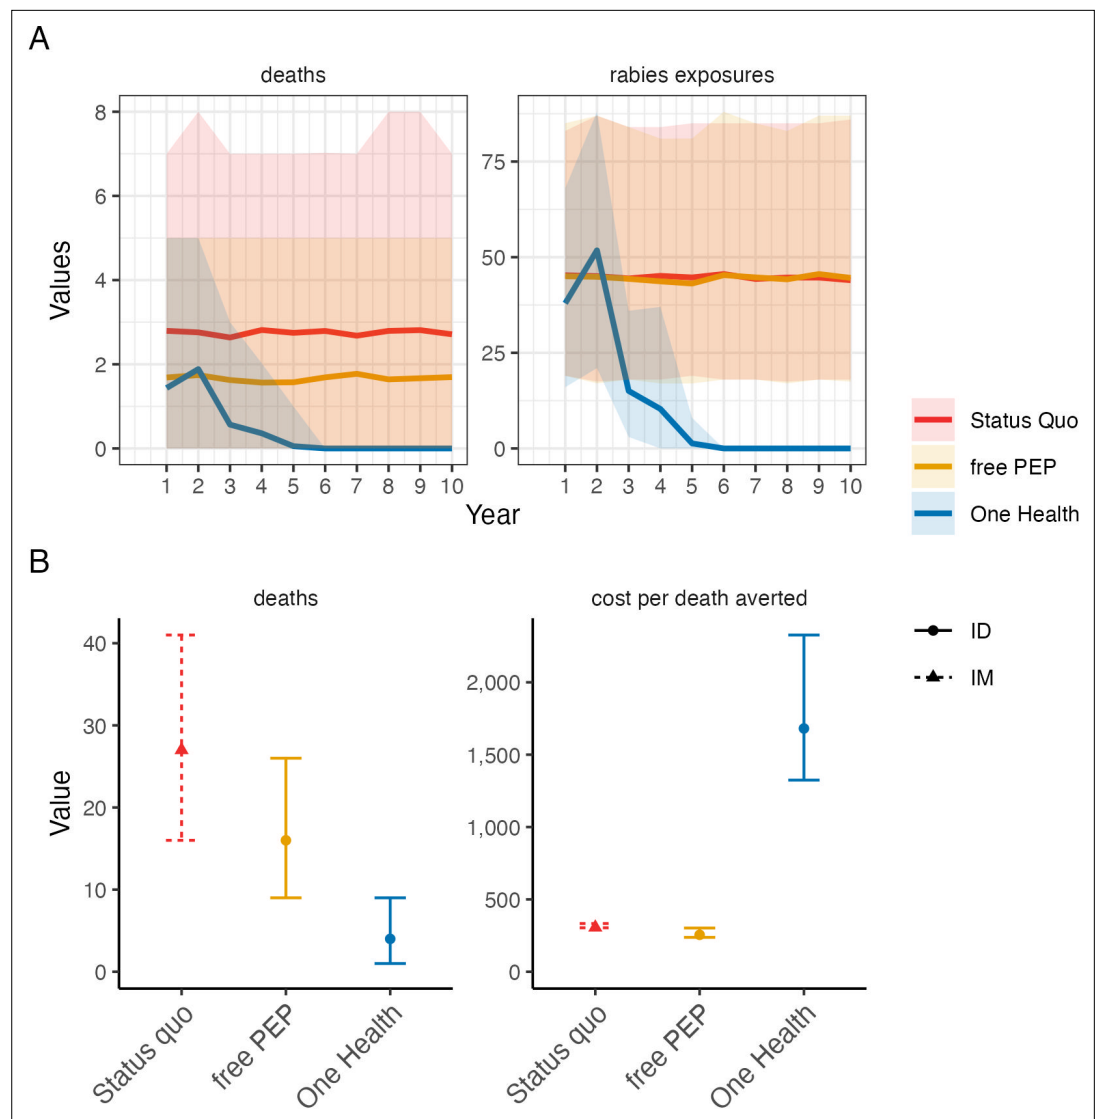 A
deaths
rabies exposures
Values
8
6
4
2
0
75
50
25
0
1 2 3 4 5 6 7 8 9 10
1 2 3 4 5 6 7 8 9 10
Year
Status Quo
free PEP
One Health
B
deaths
cost per death averted
Value
40
30
20
10
0
2,000
1,500
1,000
500
0
ID
IM
Status quo
free PEP
One Health
Status quo
free PEP
One Health